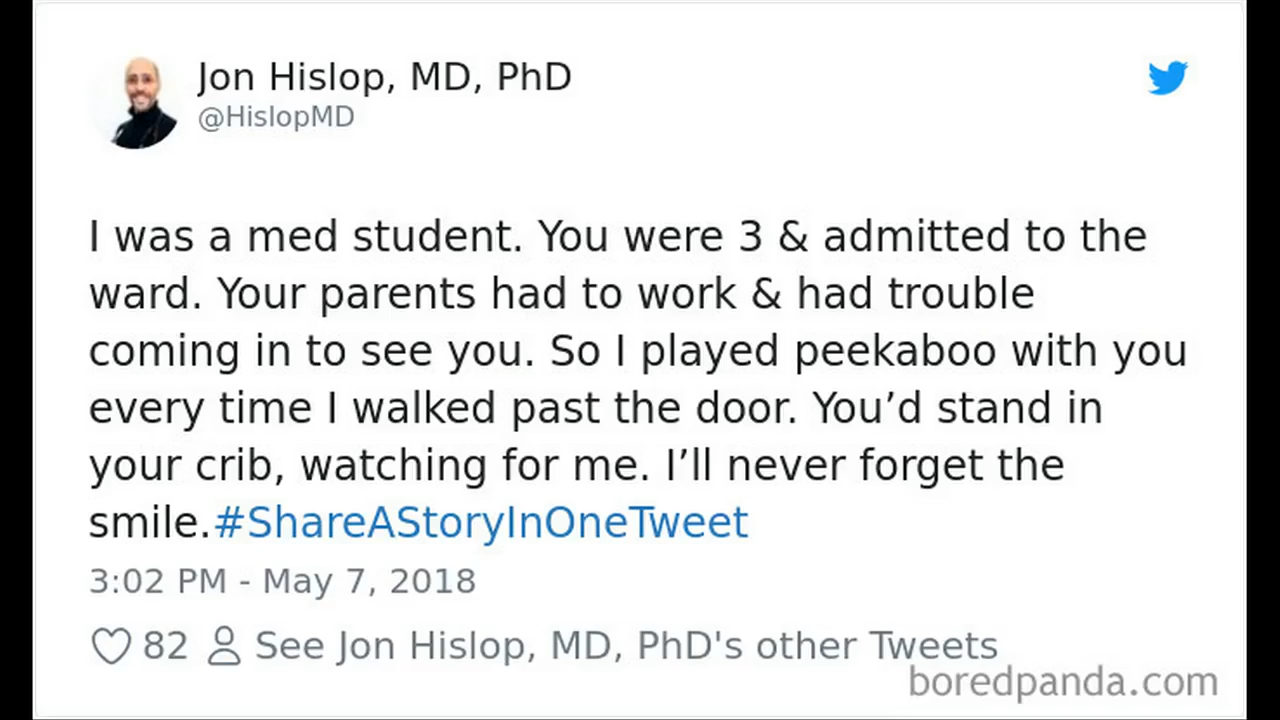 Jon Hislop, MD, PhD
@HislopMD
I was a med student. You were 3 & admitted to the
ward. Your parents had to work & had trouble
coming in to see you. So I played peekaboo with you
every time I walked past the door. You’d stand in
your crib, watching for me. I’ll never forget the
smile.#ShareAStoryInOneTweet
3:02 PM - May 7, 2018
82 See Jon Hislop, MD, PhD's other Tweets
boredpanda.com